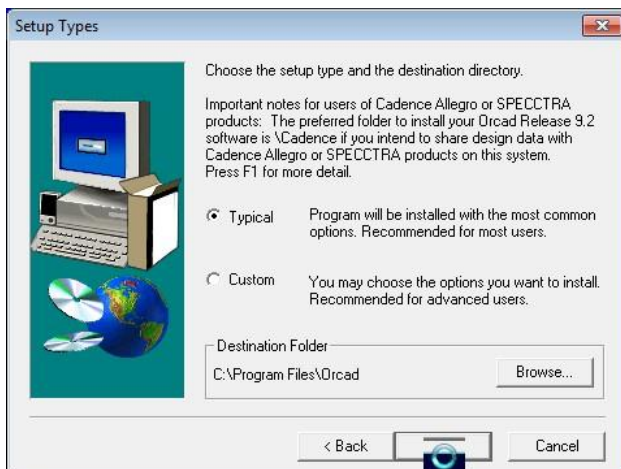 Setup Types
Choose the setup type and the destination directory.
Important notes for users of Cadence Allegro or SPECCTRA
products: The preferred folder to install your Orcad Release 9.2
software is \Cadence if you intend to share design data with
Cadence Allegro or SPECCTRA products on this system.
Press F1 for more detail.
Typical
Program will be installed with the most common
options. Recommended for most users.
Custom
You may choose the options you want to install.
Recommended for advanced users.
Destination Folder
C:\Program Files\Orcad
Browse...
< Back
Cancel